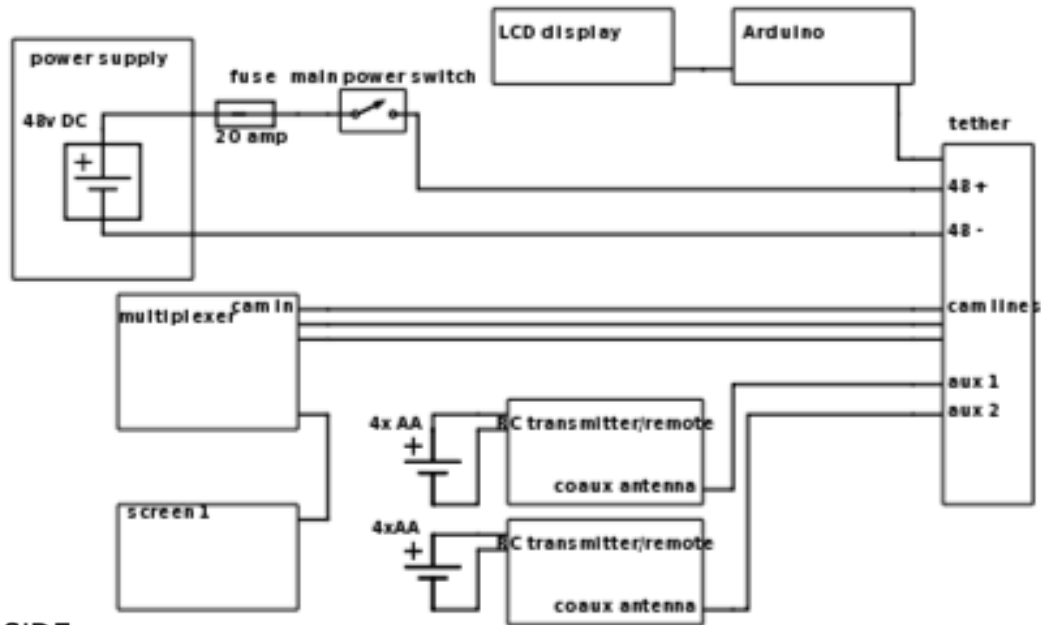 LCD display
Arduino
power supply
fuse main power switch
48v DC
20 amp
tether
+
48 +
48 -
cam in
multiplexer
cam lines
aux 1
aux 2
4x AA
+
RC transmitter/remote
coaux antenna
screen 1
4xAA
+
RC transmitter/remote
coaux antenna